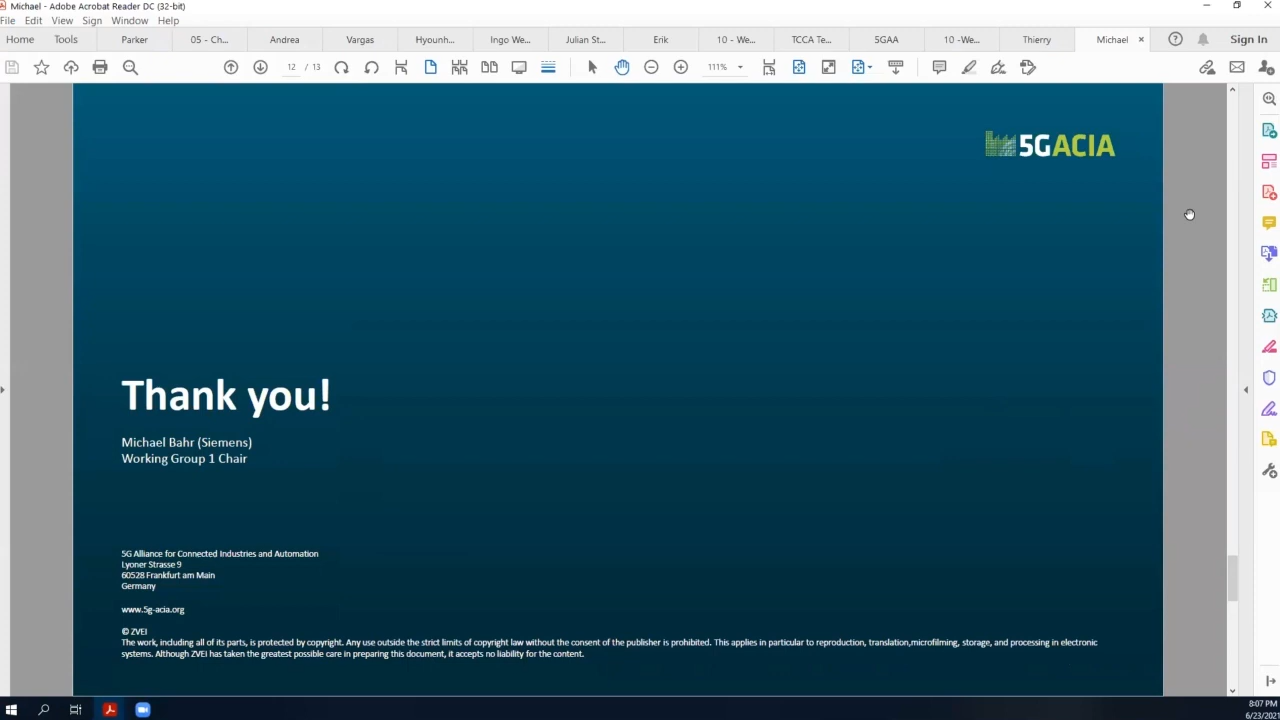 Michael - Adobe Acrobat Reader DC (32-bit)
File Edit View Sign Window Help
Home Tools Parker 05 - Ch... Andrea Vargas Hyounh... Ingo We... Julian St... Erik 10 - We... TCCA Te... 5GAA 10 -We... Thierry Michael × Sign In
12 / 13 111%
5GACIA
Thank you!
Michael Bahr (Siemens)
Working Group 1 Chair
5G Alliance for Connected Industries and Automation
Lyoner Strasse 9
60528 Frankfurt am Main
Germany
www.5g-acia.org
© ZVEI
The work, including all of its parts, is protected by copyright. Any use outside the strict limits of copyright law without the consent of the publisher is prohibited. This applies in particular to reproduction, translation,microfilming, storage, and processing in electronic
systems. Although ZVEI has taken the greatest possible care in preparing this document, it accepts no liability for the content.
8:07 PM